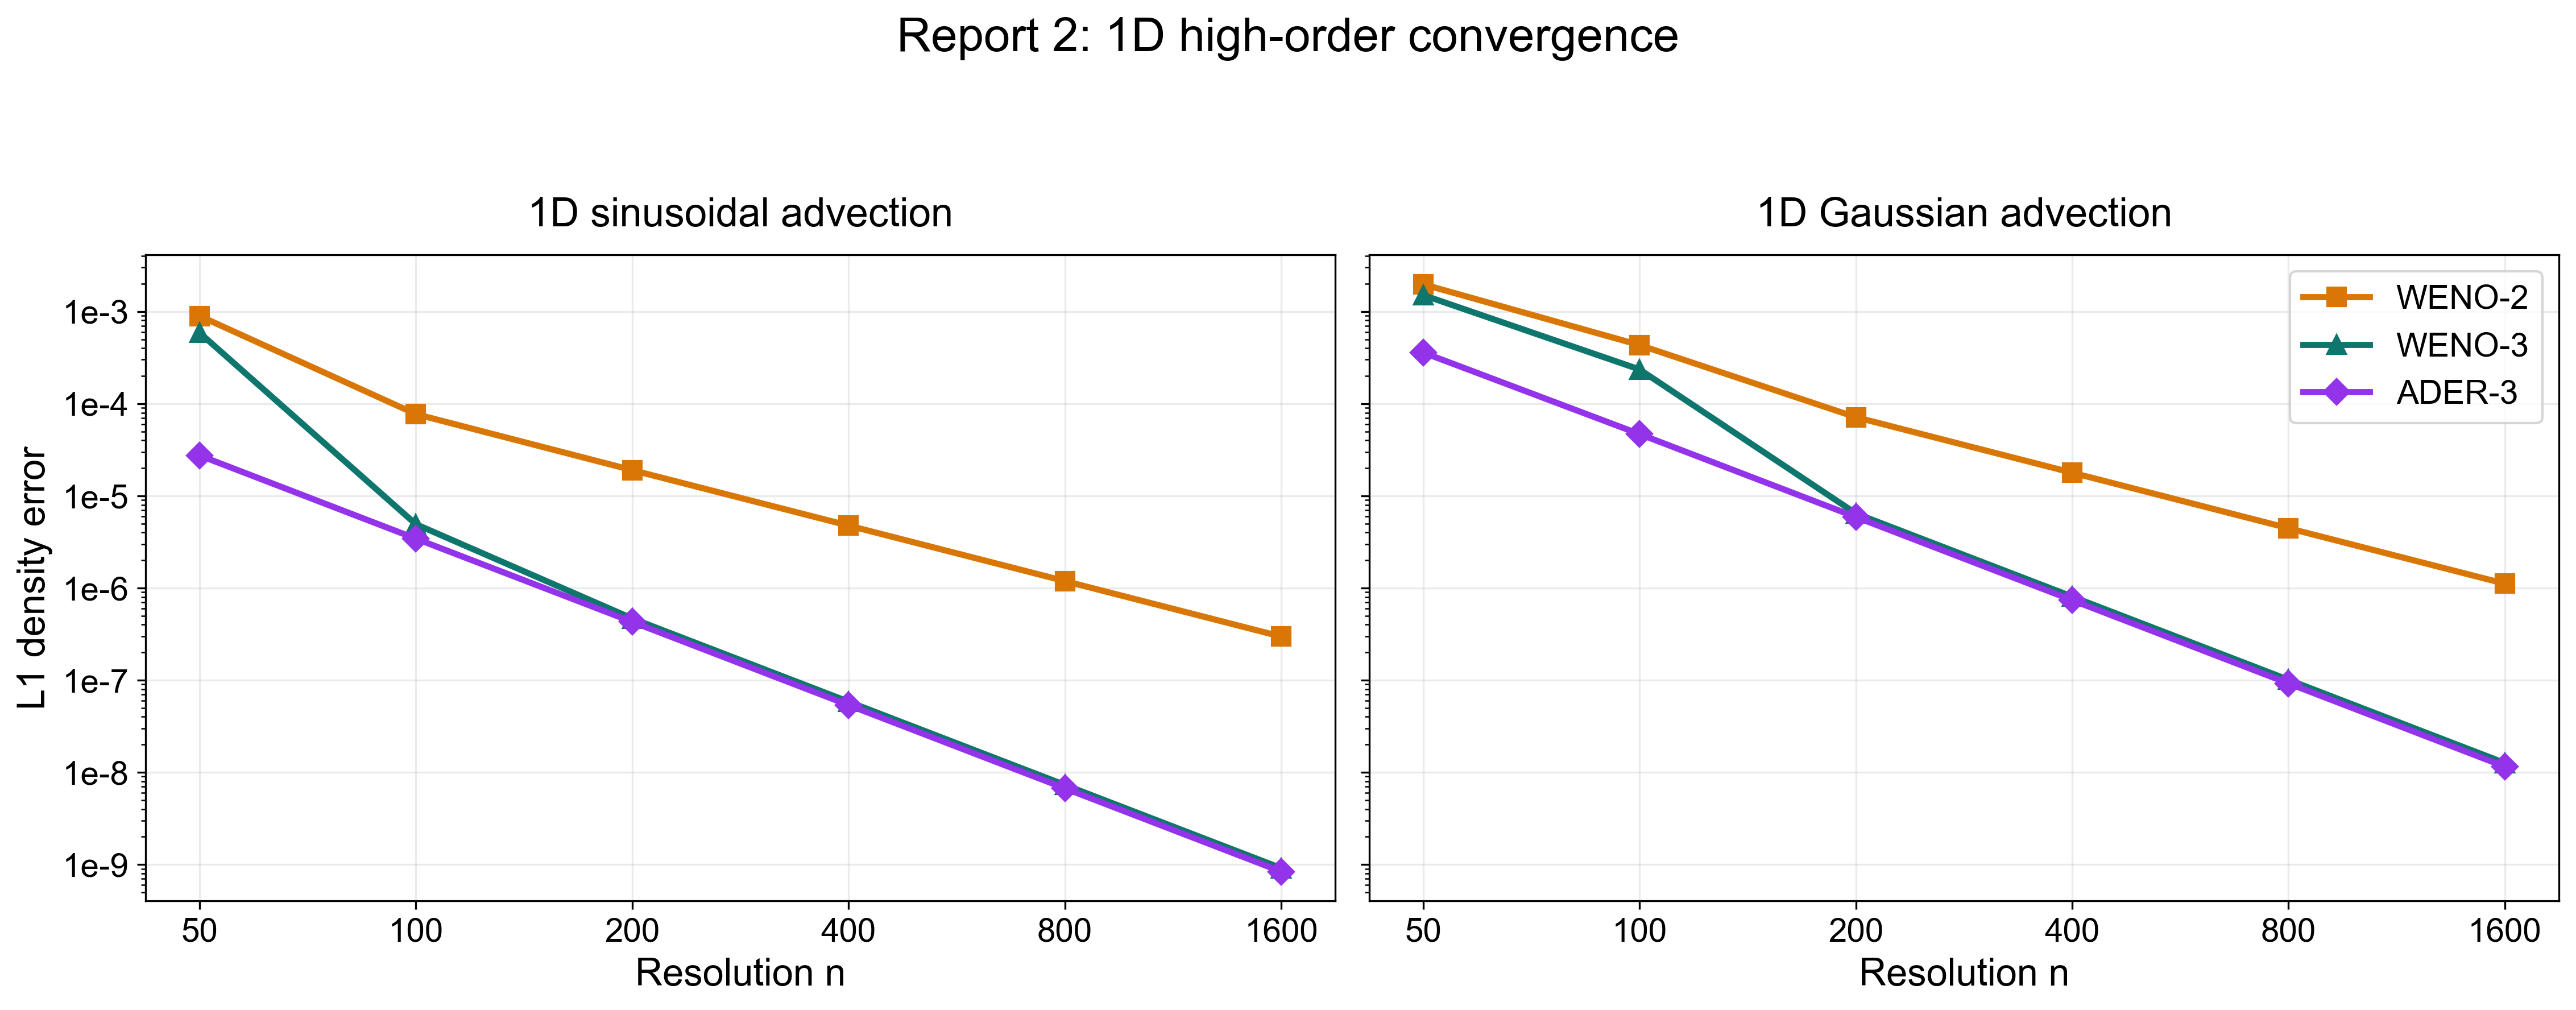 Report 2: 1D high-order convergence
1D sinusoidal advection
L1 density error
1e-3
1e-4
1e-5
1e-6
1e-7
1e-8
1e-9
50 100 200 400 800 1600
Resolution n
1D Gaussian advection
WENO-2
WENO-3
ADER-3
50 100 200 400 800 1600
Resolution n